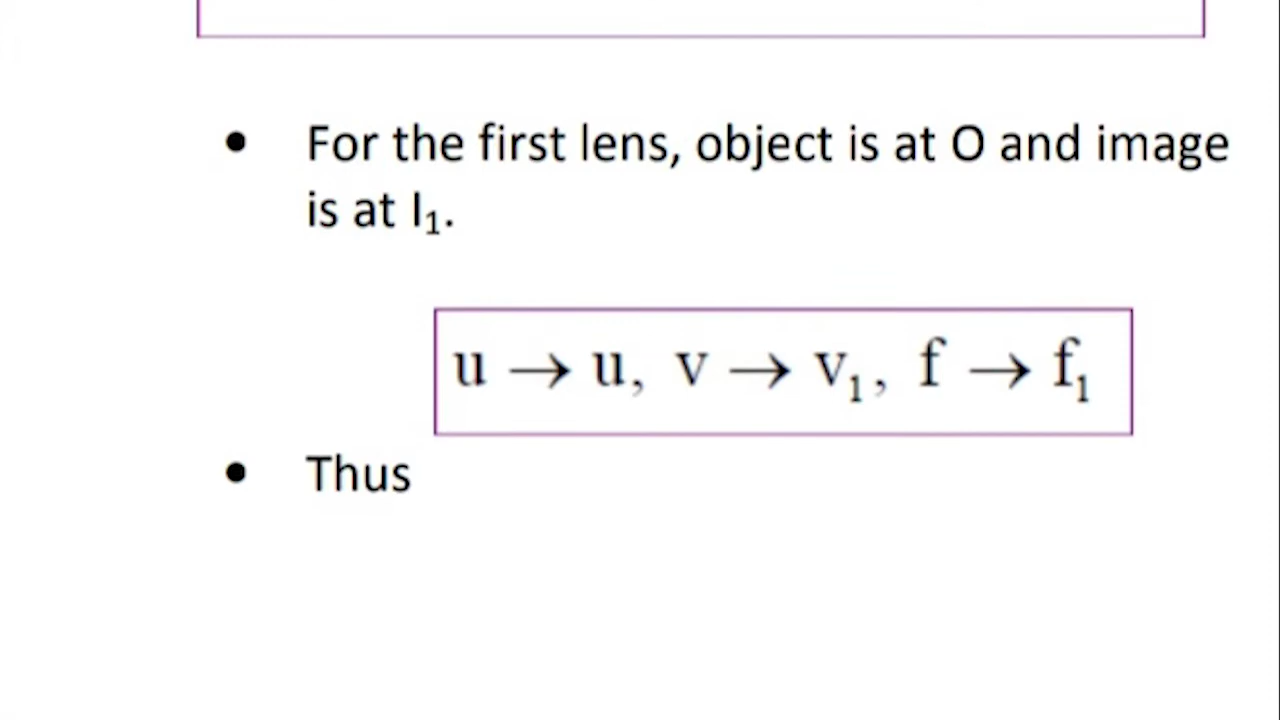 • For the first lens, object is at O and image
is at I₁.
u → u, v → v₁, f → f₁
• Thus